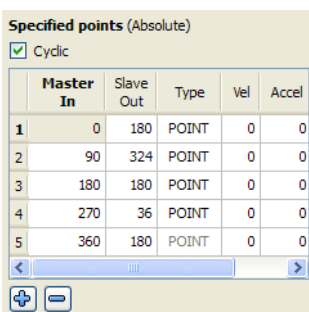 Specified points (Absolute)
Cyclic
Master In Slave Out Type Vel Accel
1 0 180 POINT 0 0
2 90 324 POINT 0 0
3 180 180 POINT 0 0
4 270 36 POINT 0 0
5 360 180 POINT 0 0